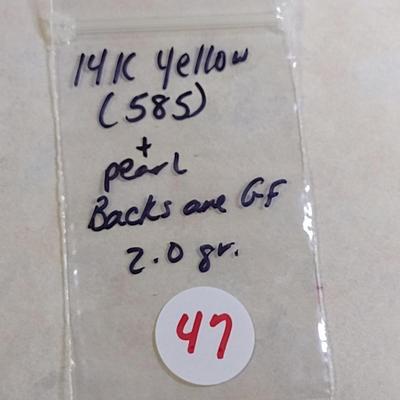 14K Yellow
(585)
+
pearl
Backs are GF
2.0 gr.
47